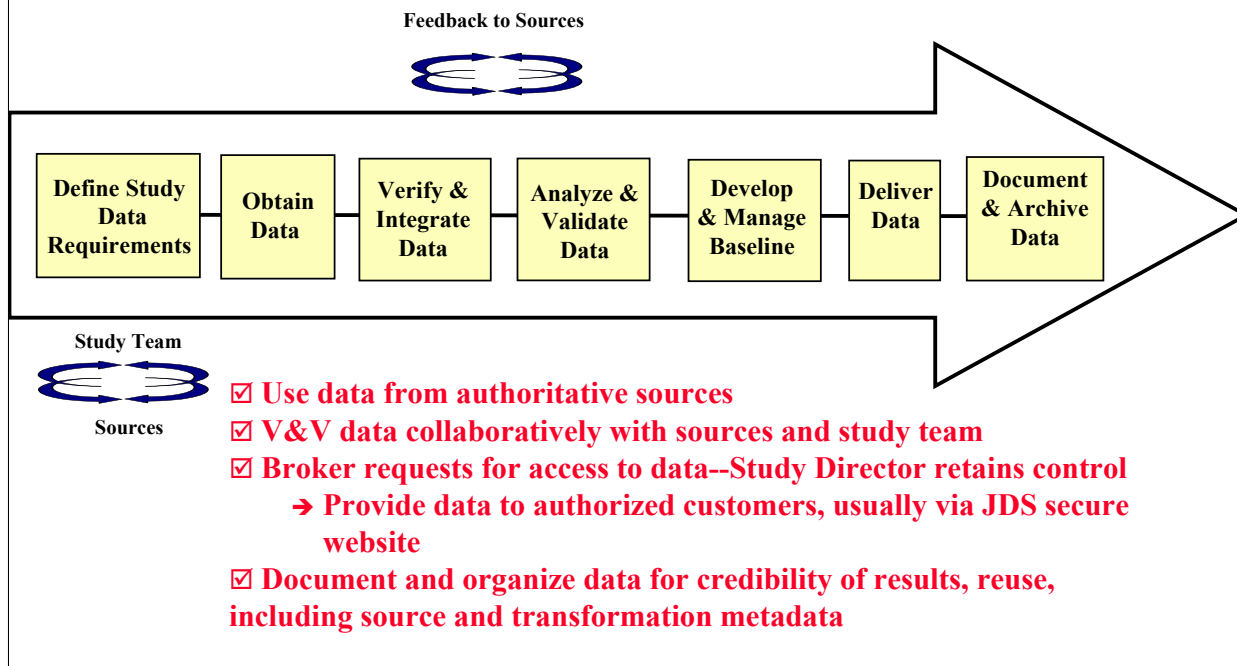 Feedback to Sources
Define Study
Data
Requirements
Obtain
Data
Verify &
Integrate
Data
Analyze &
Validate
Data
Develop
& Manage
Baseline
Deliver
Data
Document
& Archive
Data
Study Team
Sources
☑ Use data from authoritative sources
☑ V&V data collaboratively with sources and study team
☑ Broker requests for access to data--Study Director retains control
➔ Provide data to authorized customers, usually via JDS secure
website
☑ Document and organize data for credibility of results, reuse,
including source and transformation metadata